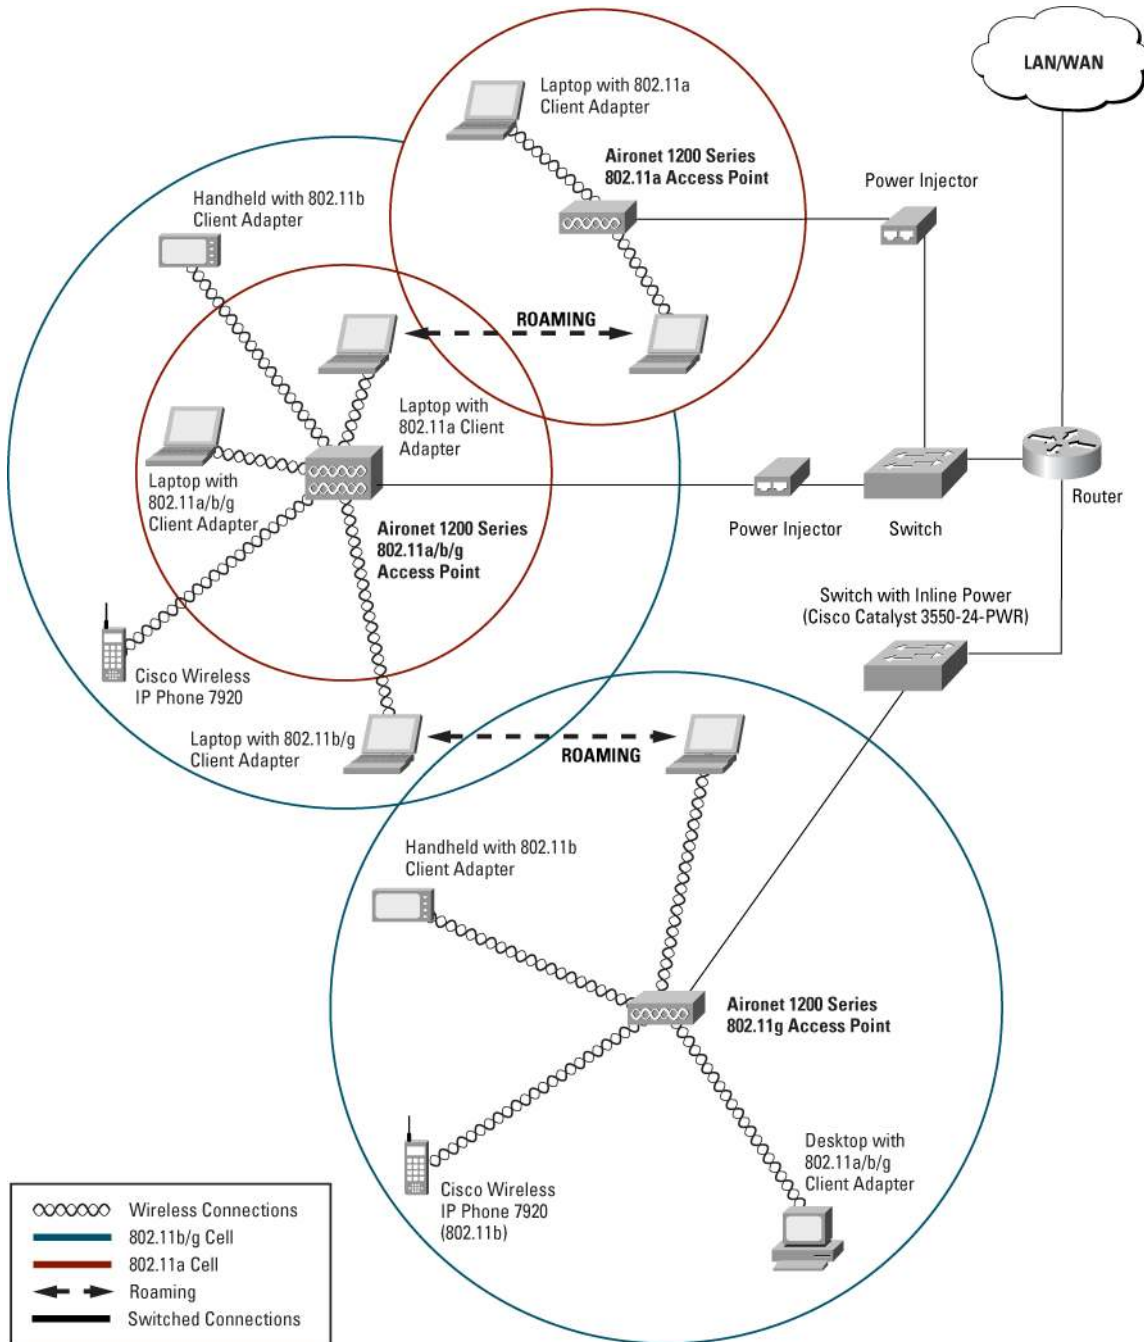 LAN/WAN
Laptop with 802.11a
Client Adapter
Aironet 1200 Series
802.11a Access Point
Power Injector
Handheld with 802.11b
Client Adapter
ROAMING
Laptop with
802.11a Client
Adapter
Laptop with
802.11a/b/g
Client Adapter
Aironet 1200 Series
802.11a/b/g
Access Point
Power Injector
Switch
Router
Switch with Inline Power
(Cisco Catalyst 3550-24-PWR)
Cisco Wireless
IP Phone 7920
Laptop with 802.11b/g
Client Adapter
ROAMING
Handheld with 802.11b
Client Adapter
Aironet 1200 Series
802.11g Access Point
Desktop with
802.11a/b/g
Client Adapter
Cisco Wireless
IP Phone 7920
(802.11b)
Wireless Connections
802.11b/g Cell
802.11a Cell
Roaming
Switched Connections